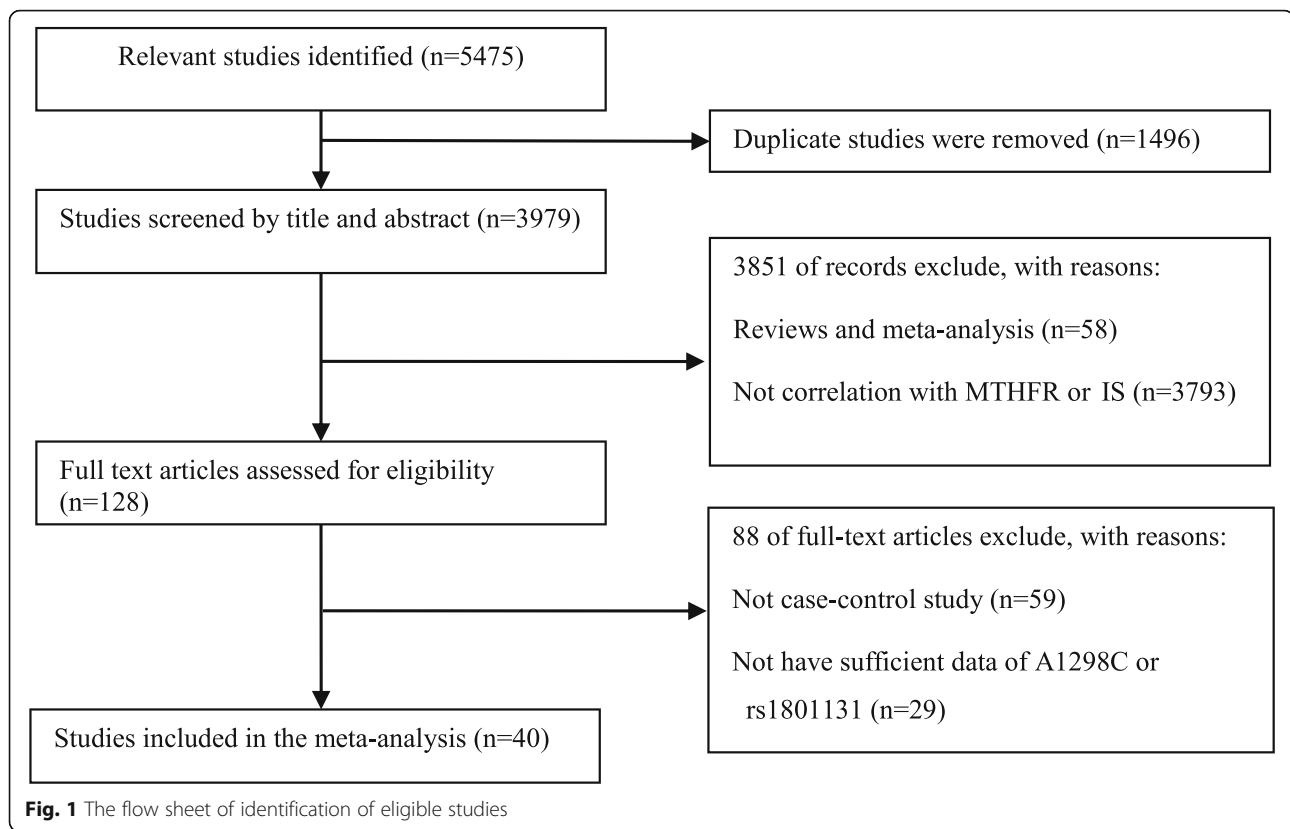 Relevant studies identified (n=5475)
Duplicate studies were removed (n=1496)
Studies screened by title and abstract (n=3979)
3851 of records exclude, with reasons:
Reviews and meta-analysis (n=58)
Not correlation with MTHFR or IS (n=3793)
Full text articles assessed for eligibility
(n=128)
88 of full-text articles exclude, with reasons:
Not case-control study (n=59)
Not have sufficient data of A1298C or
rs1801131 (n=29)
Studies included in the meta-analysis (n=40)
Fig. 1 The flow sheet of identification of eligible studies